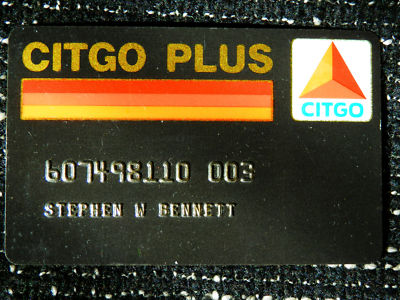 CITGO PLUS
CITGO
607498110 003
STEPHEN W BENNETT